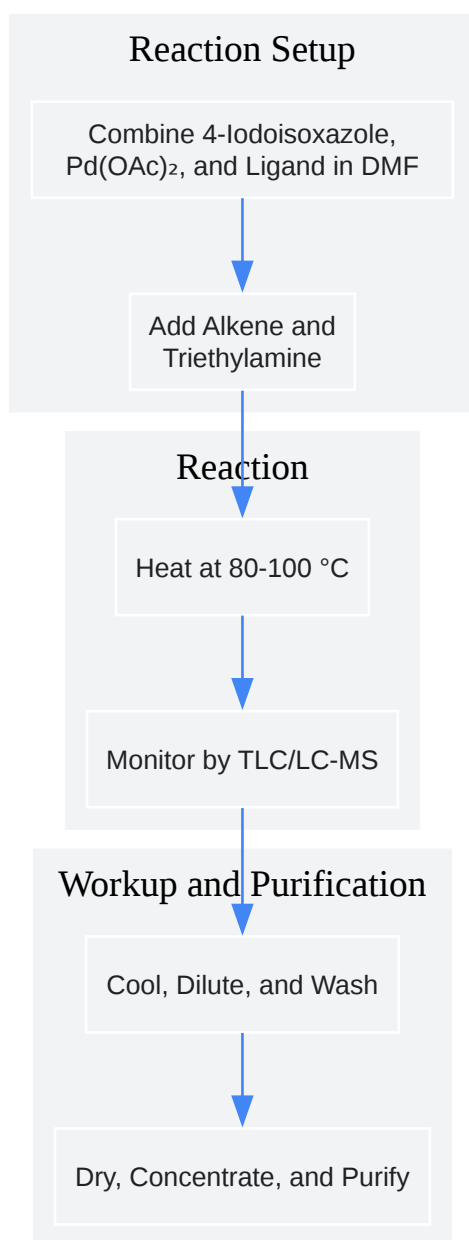 Reaction Setup
Combine 4-Iodoisoxazole,
Pd(OAc)₂, and Ligand in DMF
Add Alkene and
Triethylamine
Reaction
Heat at 80-100 °C
Monitor by TLC/LC-MS
Workup and Purification
Cool, Dilute, and Wash
Dry, Concentrate, and Purify